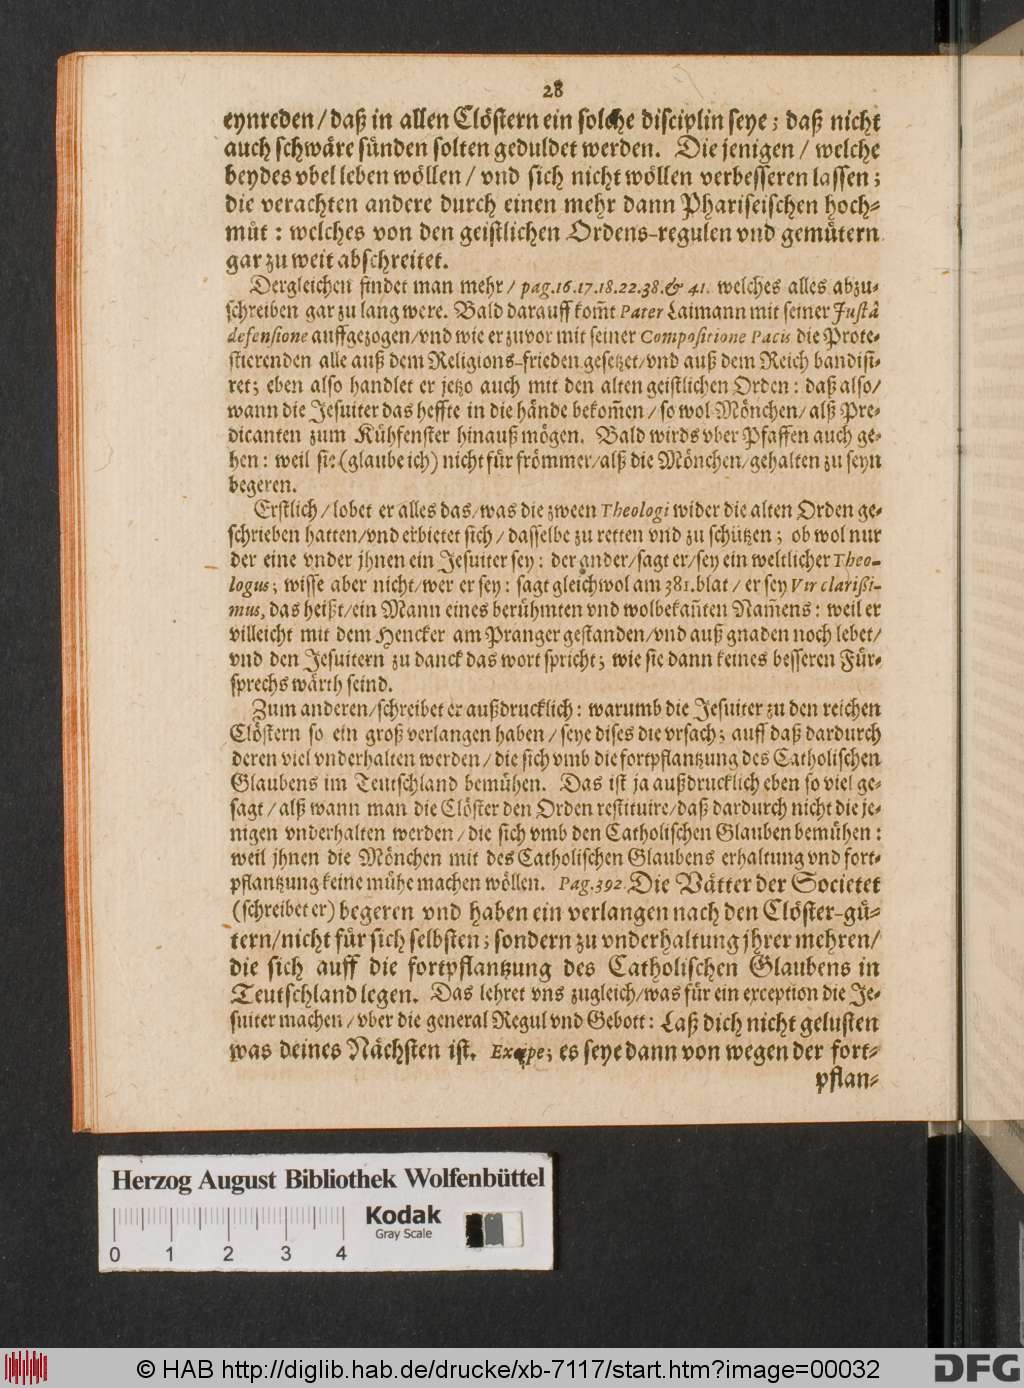 28
eynreden / daß in allen Clöstern ein solche disciplin seye; daß nicht
auch schwäre sünden solten geduldet werden. Die jenigen / welche
beydes vbel leben wöllen / vnd sich nicht wöllen verbesseren lassen;
die verachten andere durch einen mehr dann Phariseischen hoch-
můt: welches von den geistlichen Ordens-regulen vnd gemütern
gar zu weit abschreitet.
Dergleichen findet man mehr / pag. 16. 17. 18. 22. 38. & 41. welches alles abzu-
schreiben gar zu lang were. Bald darauff kom̃t Pater Laimann mit seiner Justâ
defensione auffgezogen / vnd wie er zuvor mit seiner Compositione Pacis die Prote-
stierenden alle auß dem Religions-frieden gesetzet / vnd auß dem Reich bandisi-
ret; eben also handlet er jetzo auch mit den alten geistlichen Orden: daß also /
wann die Jesuiter das heffte in die hände bekom̃en / so wol Mönchen / alß Pre-
dicanten zum Kühfenster hinauß mögen. Bald wirds vber Pfaffen auch ge-
hen: weil sie (glaube ich) nicht für frömmer / alß die Mönchen / gehalten zu seyn
begeren.
Erstlich / lobet er alles das / was die zween Theologi wider die alten Orden ge-
schrieben hatten / vnd erbietet sich / dasselbe zu retten vnd zu schützen; ob wol nur
der eine vnder jhnen ein Jesuiter sey: der ander / sagt er / sey ein weltlicher Theo-
logus; wisse aber nicht / wer er sey: sagt gleichwol am 381. blat / er sey Vir clarißi-
mus, das heißt / ein Mann eines berühmten vnd wolbekañten Nam̃ens: weil er
villeicht mit dem Hencker am Pranger gestanden / vnd auß gnaden noch lebet /
vnd den Jesuitern zu danck das wort spricht; wie sie dann keines besseren Für-
sprechs wärth seind.
Zum anderen / schreibet er außdrucklich: warumb die Jesuiter zu den reichen
Clöstern so ein groß verlangen haben / seye dises die vrsach; auff daß dardurch
deren viel vnderhalten werden / die sich vmb die fortpflantzung des Catholischen
Glaubens im Teutschland bemühen. Das ist ja außdrucklich eben so viel ge-
sagt / alß wann man die Clöster den Orden restituire / daß dardurch nicht die je-
nigen vnderhalten werden / die sich vmb den Catholischen Glauben bemühen:
weil jhnen die Mönchen mit des Catholischen Glaubens erhaltung vnd fort-
pflantzung keine mühe machen wöllen. Pag. 392. Die Vätter der Societet
(schreibet er) begeren vnd haben ein verlangen nach den Clöster-gü-
tern / nicht für sich selbsten; sondern zu vnderhaltung jhrer mehren /
die sich auff die fortpflantzung des Catholischen Glaubens in
Teutschland legen. Das lehret vns zugleich / was für ein exception die Je-
suiter machen / vber die general Regul vnd Gebott: Laß dich nicht gelusten
was deines Nächsten ist. Excipe; es seye dann von wegen der fort-
pflan-
Herzog August Bibliothek Wolfenbüttel
Kodak
Gray Scale
0 1 2 3 4
© HAB http://diglib.hab.de/drucke/xb-7117/start.htm?image=00032
DFG